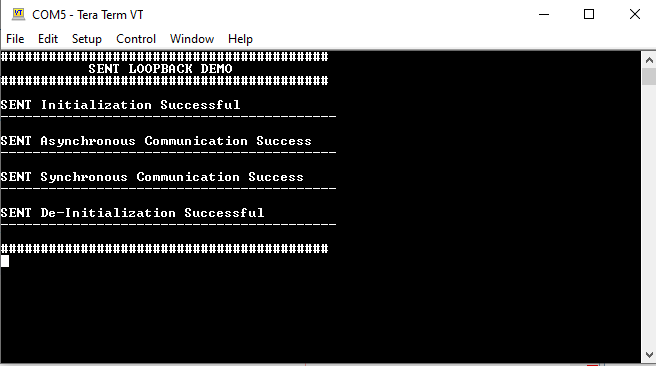 COM5 - Tera Term VT
File Edit Setup Control Window Help
#########################################
SENT LOOPBACK DEMO
#########################################
SENT Initialization Successful
------------------------------------------
SENT Asynchronous Communication Success
------------------------------------------
SENT Synchronous Communication Success
------------------------------------------
SENT De-Initialization Successful
------------------------------------------
#########################################